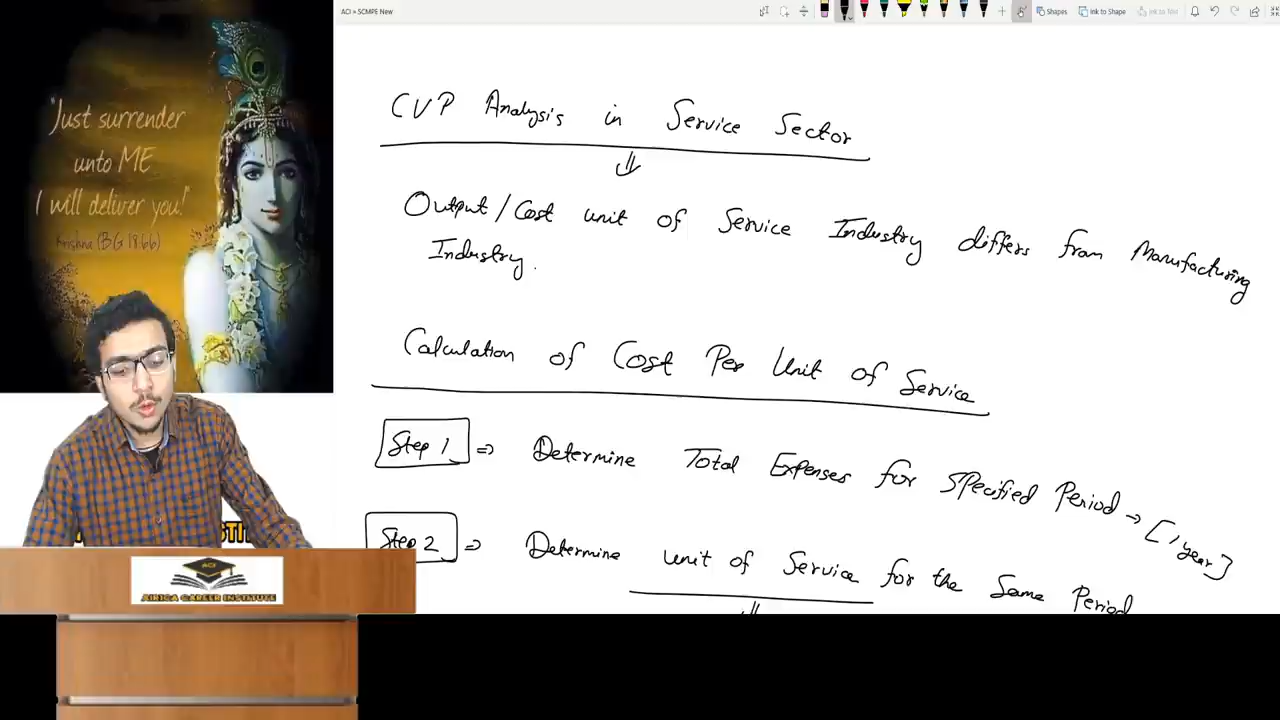 ACI > SCMPE New
Shapes
Ink to Shape
"Just surrender
unto ME
I will deliver you!"
Krishna (BG 18.66)
CVP Analysis in Service Sector
Output/Cost unit of Service Industry differs from Manufacturing
Industry.
Calculation of Cost Per Unit of Service
Step 1 ⇒ Determine Total Expenses for Specified Period → [1 year]
Step 2 ⇒ Determine unit of Service for the Same Period
ACI
AIRIGA CAREER INSTITUTE